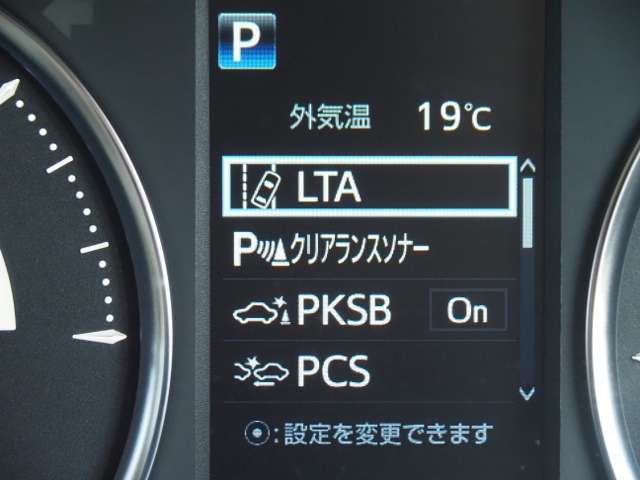 P
外気温 19℃
LTA
Pクリアランスソナー
PKSB On
PCS
:設定を変更できます